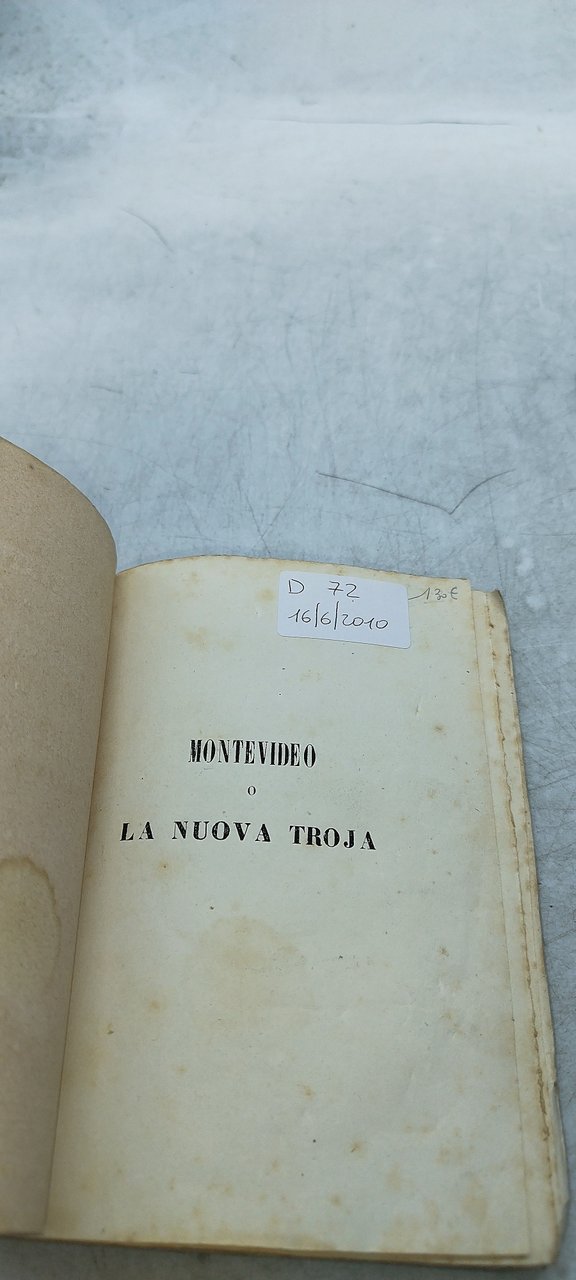 D 72
130€
16/6/2010
MONTEVIDEO
O
LA NUOVA TROJA